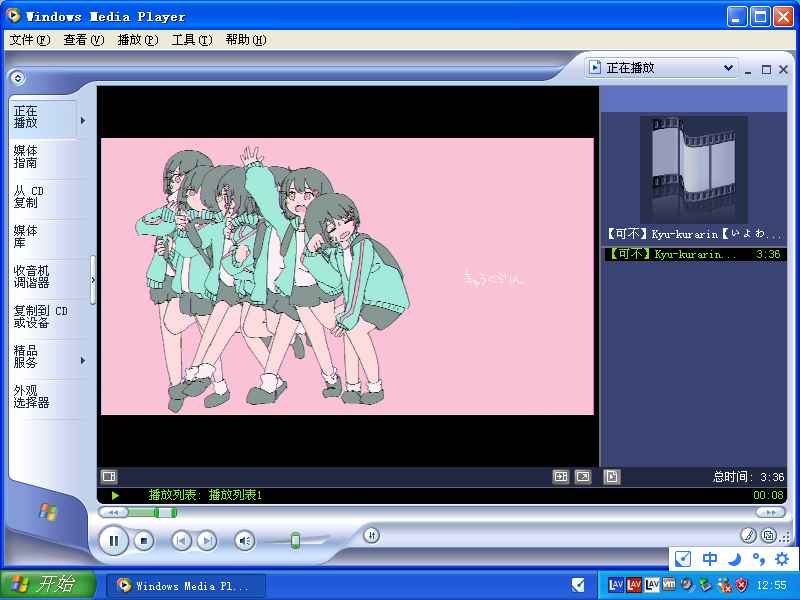 Windows Media Player
文件(F) 查看(V) 播放(P) 工具(T) 帮助(H)
正在播放
正在
播放
媒体
指南
从 CD
复制
媒体
库
收音机
调谐器
复制到 CD
或设备
精品
服务
外观
选择器
きゅうくらりん
【可不】Kyu-kurarin【いよわ...
【可不】Kyu-kurarin... 3:36
总时间: 3:36
播放列表: 播放列表1
00:08
中
开始
Windows Media Pl...
LAV LAV LAV
12:55